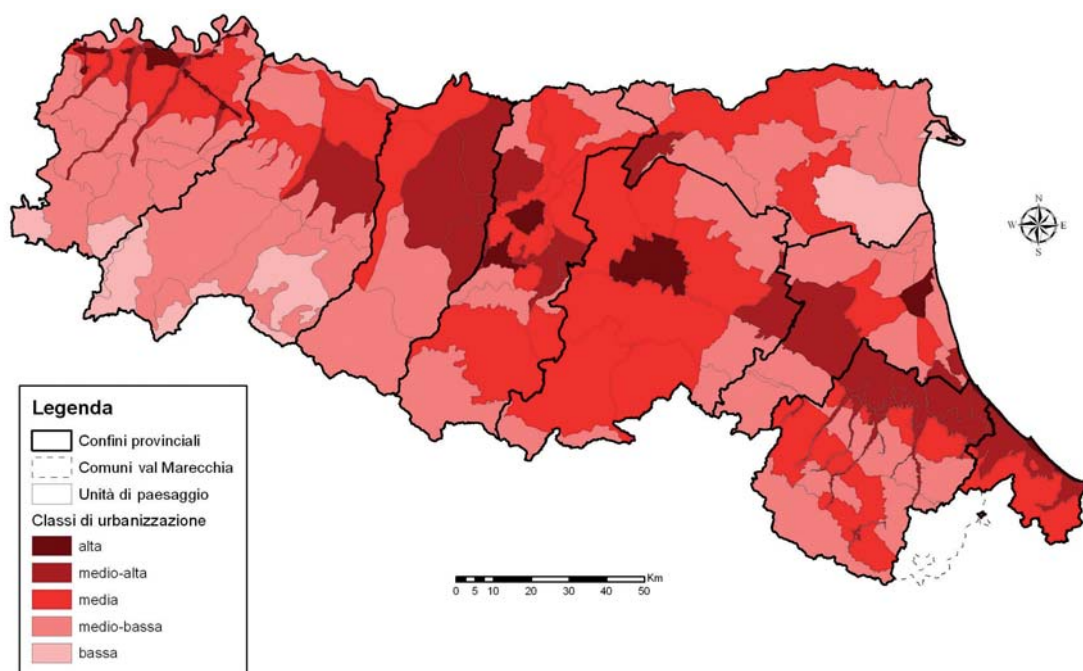 N
W E
S
Legenda
Confini provinciali
Comuni val Marecchia
Unità di paesaggio
Classi di urbanizzazione
alta
medio-alta
media
medio-bassa
bassa
Km
0 5 10 20 30 40 50